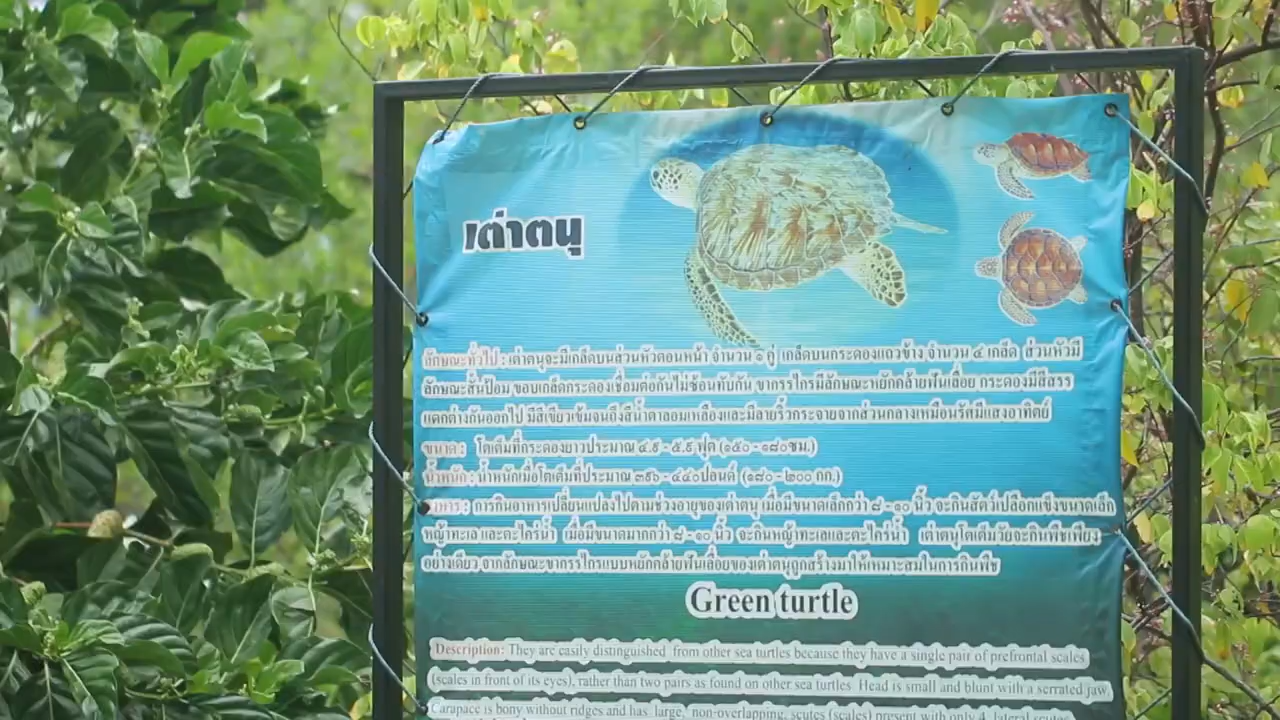 เต่าตนุ
ลักษณะทั่วไป : เต่าตนุจะมีเกล็ดบนส่วนหัวตอนหน้า จำนวน ๑ คู่ เกล็ดบนกระดองแถวข้าง จำนวน ๔ เกล็ด ส่วนหัวมี
ลักษณะสั้นป้อม ขอบเกล็ดกระดองเชื่อมต่อกันไม่ซ้อนทับกัน ขากรรไกรมีลักษณะหยักคล้ายฟันเลื่อย กระดองมีสีสรร
แตกต่างกันออกไป มีสีเขียวเข้มจนถึงสีน้ำตาลอมเหลืองและมีลายริ้วกระจายจากส่วนกลางเหมือนรัศมีแสงอาทิตย์
ขนาด : โตเต็มที่กระดองยาวประมาณ ๔.๙ - ๕.๙ ฟุต (๑๕๐ - ๑๘๐ซม.)
น้ำหนัก : น้ำหนักเมื่อโตเต็มที่ประมาณ ๓๙๖ - ๔๔๐ปอนด์ (๑๘๐ - ๒๐๐ กก.)
อาหาร : การกินอาหารเปลี่ยนแปลงไปตามช่วงอายุของเต่าตนุ เมื่อมีขนาดเล็กกว่า ๘ - ๑๐ นิ้ว จะกินสัตว์เปลือกแข็งขนาดเล็ก
หญ้าทะเล และตะไคร่น้ำ เมื่อมีขนาดมากกว่า ๘ - ๑๐ นิ้ว จะกินหญ้าทะเลและตะไคร่น้ำ เต่าตนุโตเต็มวัยจะกินพืชเพียง
อย่างเดียว จากลักษณะขากรรไกรแบบหยักคล้ายฟันเลื่อยของเต่าตนุถูกสร้างมาให้เหมาะสมในการกินพืช
Green turtle
Description: They are easily distinguished from other sea turtles because they have a single pair of prefrontal scales
(scales in front of its eyes), rather than two pairs as found on other sea turtles. Head is small and blunt with a serrated jaw.
Carapace is bony without ridges and has large, non-overlapping, scutes (scales) present with only 4 lateral scutes.